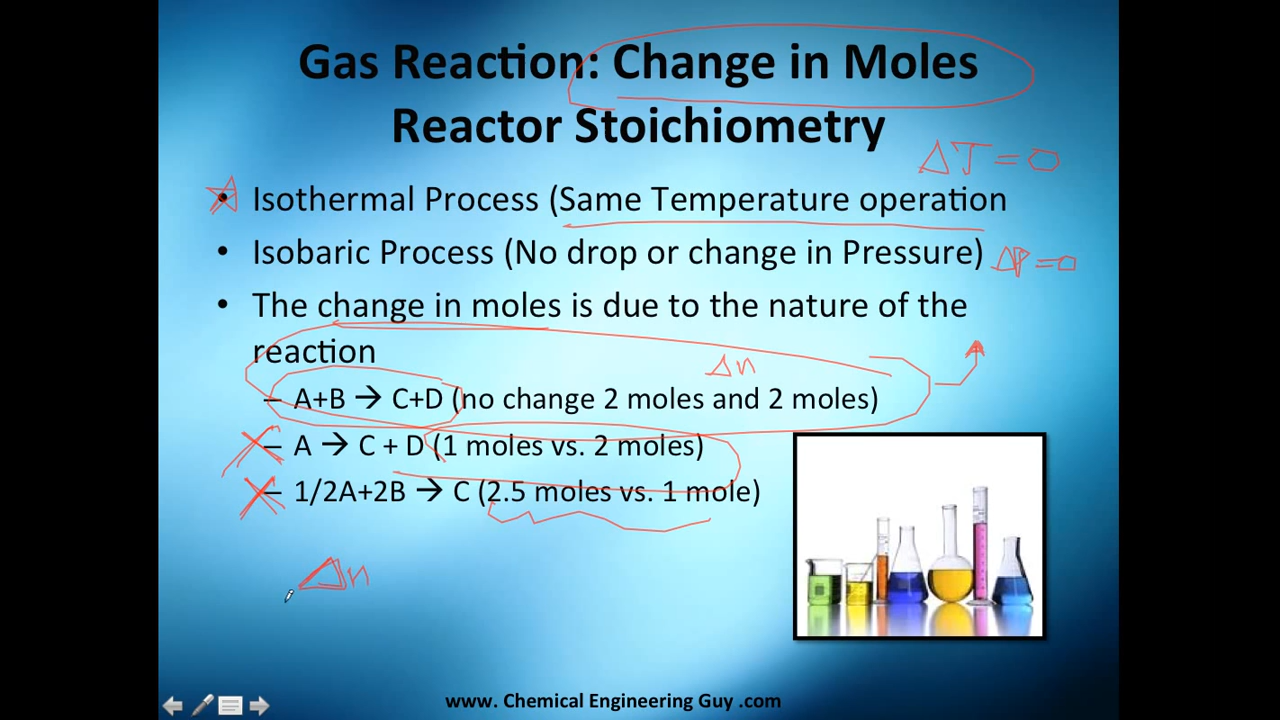 Gas Reaction: Change in Moles
Reactor Stoichiometry
ΔT=0
• Isothermal Process (Same Temperature operation
• Isobaric Process (No drop or change in Pressure) ΔP=0
• The change in moles is due to the nature of the
reaction
Δn
– A+B → C+D (no change 2 moles and 2 moles)
– A → C + D (1 moles vs. 2 moles)
– 1/2A+2B → C (2.5 moles vs. 1 mole)
Δn
www. Chemical Engineering Guy .com